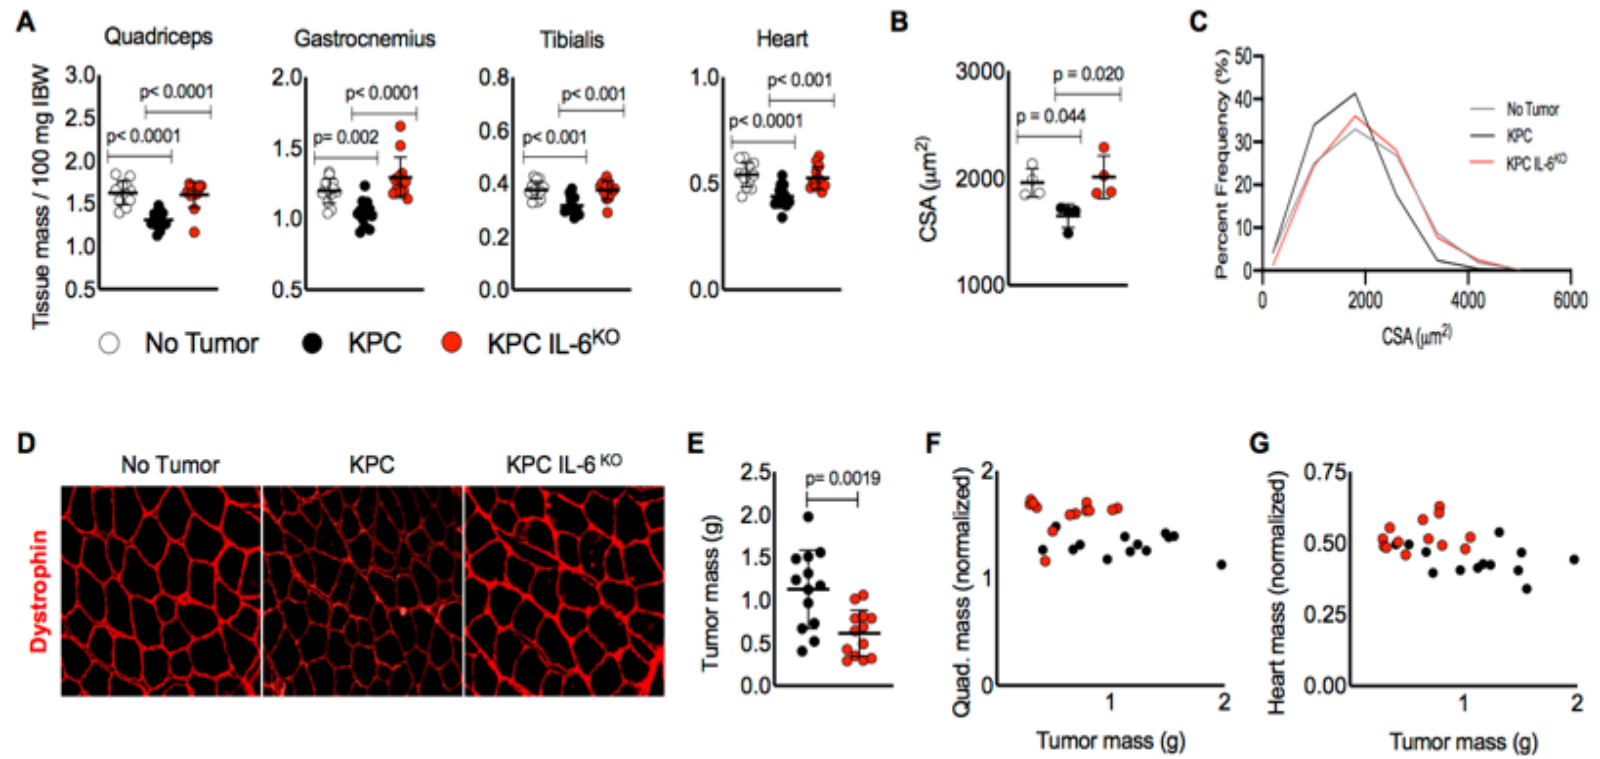 A
Quadriceps
Gastrocnemius
Tibialis
Heart
Tissue mass / 100 mg IBW
3.0
2.5
2.0
1.5
1.0
0.5
p< 0.0001
p< 0.0001
2.0
1.5
1.0
0.5
p< 0.0001
p= 0.002
0.8
0.6
0.4
0.2
0.0
p< 0.001
p< 0.001
1.0
0.5
0.0
p< 0.001
p< 0.0001
No Tumor
KPC
KPC IL-6KO
B
CSA (μm2)
3000
2000
1000
p = 0.020
p = 0.044
C
Percent Frequency (%)
50
40
30
20
10
0
0
2000
4000
6000
CSA (μm2)
No Tumor
KPC
KPC IL-6KO
D
No Tumor
KPC
KPC IL-6 KO
Dystrophin
E
Tumor mass (g)
2.5
2.0
1.5
1.0
0.5
0.0
p= 0.0019
F
Quad. mass (normalized)
2
1
0
1
2
Tumor mass (g)
G
Heart mass (normalized)
0.75
0.50
0.25
0.00
1
2
Tumor mass (g)